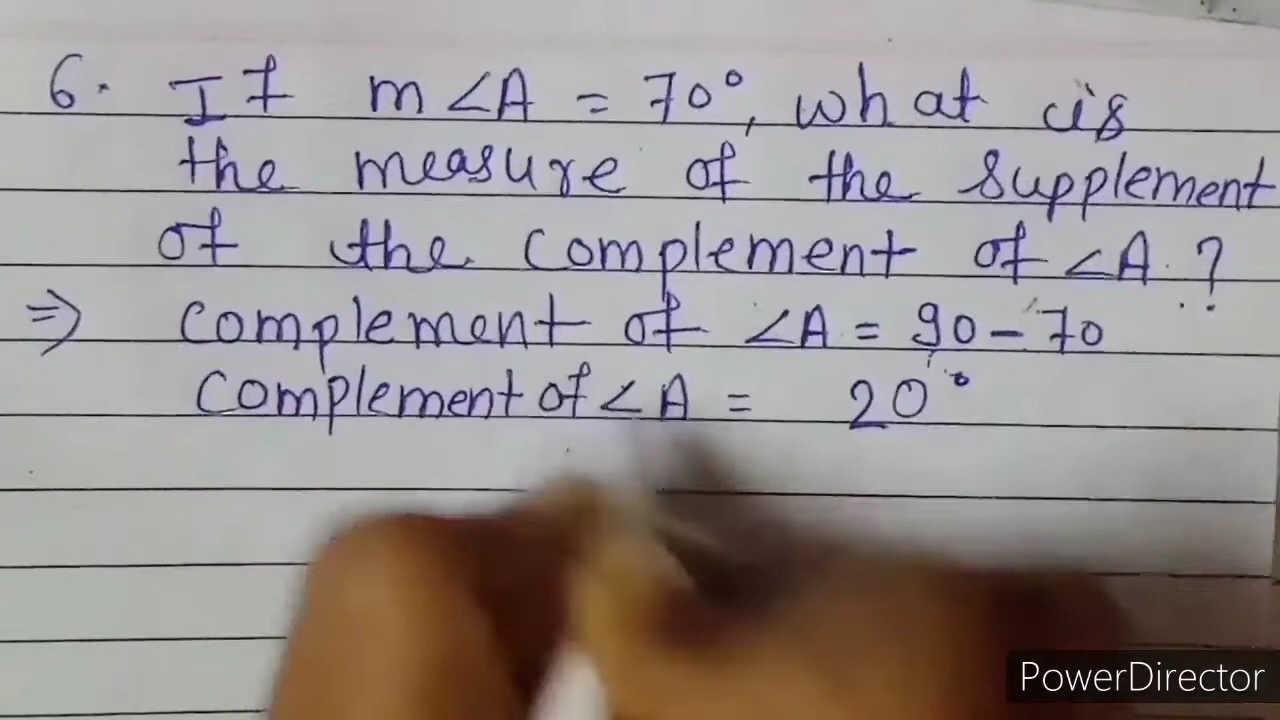 6. If m∠A = 70°, what is
the measure of the supplement
of the complement of ∠A ?
⇒ complement of ∠A = 90 - 70
complement of ∠A = 20°
PowerDirector